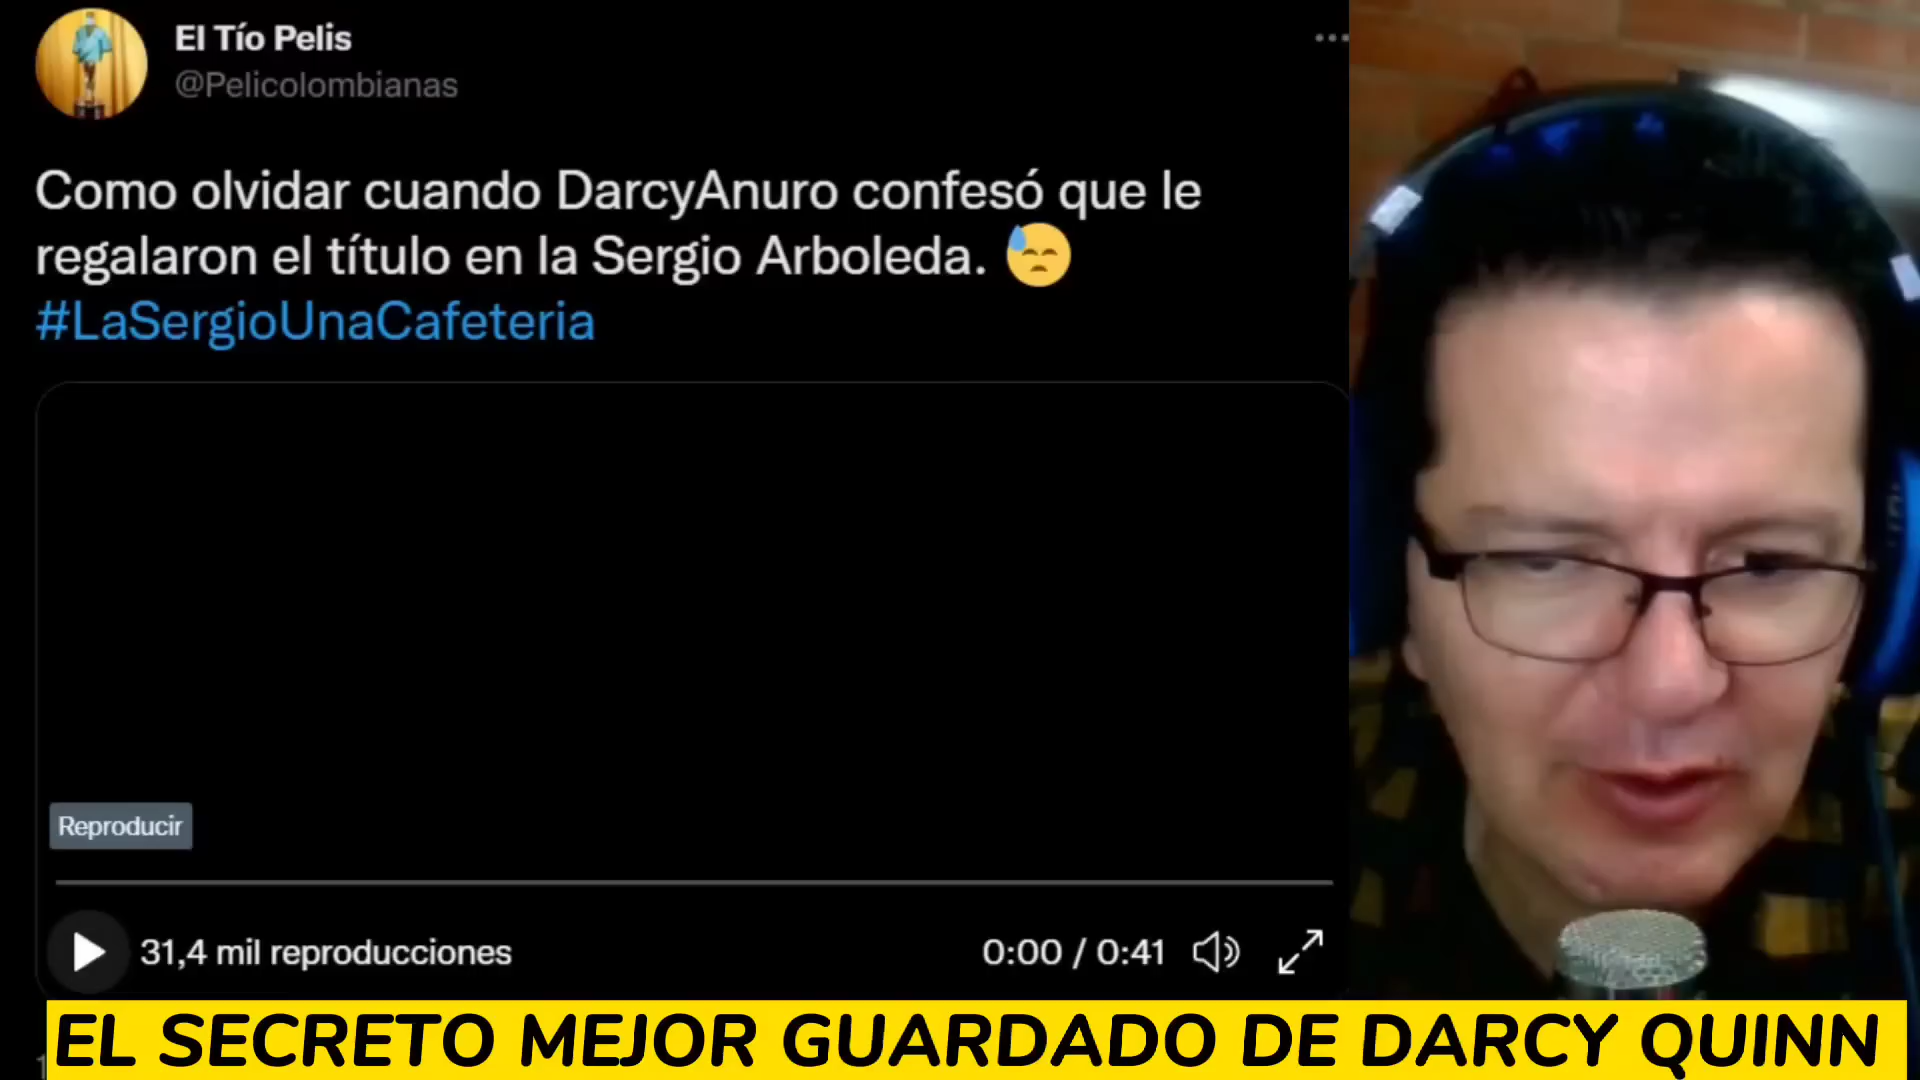 El Tío Pelis
@Pelicolombianas
Como olvidar cuando DarcyAnuro confesó que le
regalaron el título en la Sergio Arboleda. 😓
#LaSergioUnaCafeteria
Reproducir
31,4 mil reproducciones
0:00 / 0:41
EL SECRETO MEJOR GUARDADO DE DARCY QUINN